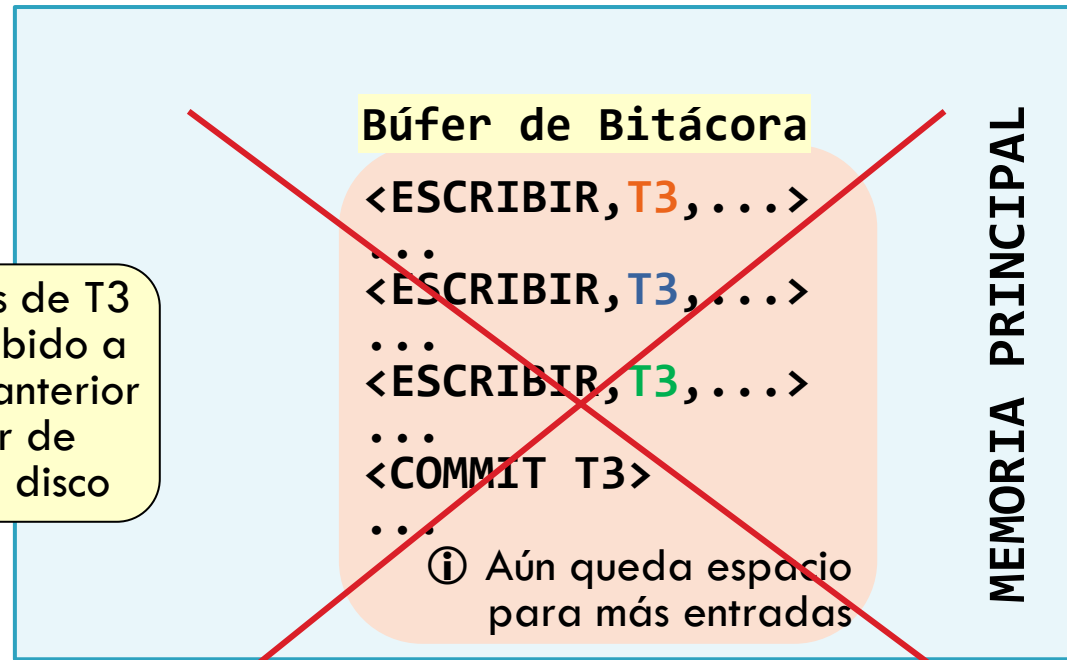 Búfer de Bitácora
<ESCRIBIR,T3,...>
...
<ESCRIBIR,T3,...>
...
<ESCRIBIR,T3,...>
...
<COMMIT T3>
...
ⓘ Aún queda espacio
para más entradas
de T3
a
anterior
de
disco
MEMORIA PRINCIPAL